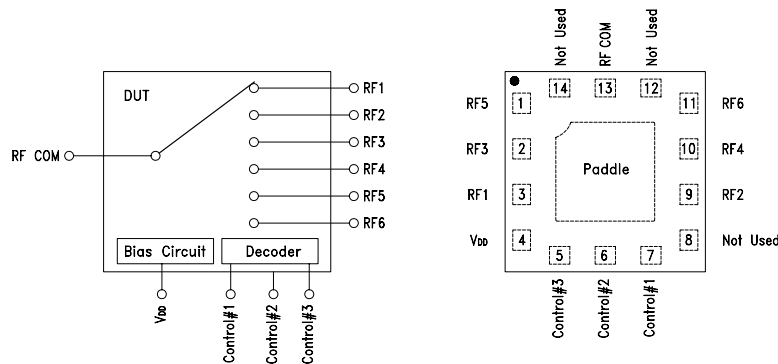 DUT
RF COM
RF1
RF2
RF3
RF4
RF5
RF6
Bias Circuit
Decoder
VDD
Control#1
Control#2
Control#3
Not Used
RF COM
Not Used
14
13
12
RF5
1
11
RF6
RF3
2
10
RF4
Paddle
RF1
3
9
RF2
VDD
4
8
Not Used
5
6
7
Control#3
Control#2
Control#1